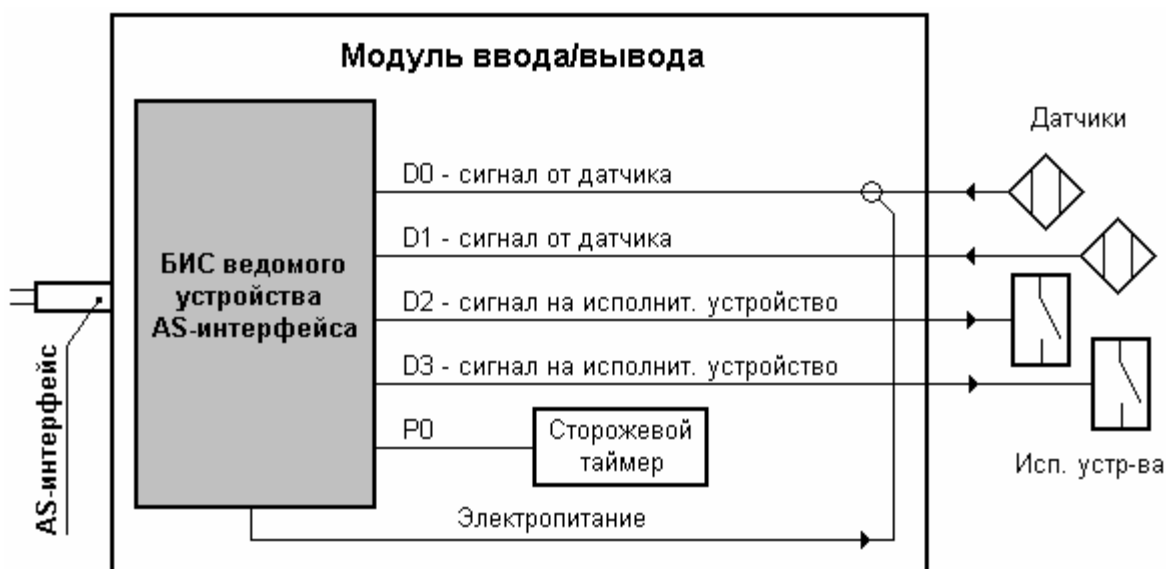 Модуль ввода/вывода
Датчики
D0 - сигнал от датчика
D1 - сигнал от датчика
БИС ведомого
устройства
AS-интерфейса
D2 - сигнал на исполнит. устройство
D3 - сигнал на исполнит. устройство
P0
Сторожевой
таймер
Исп. устр-ва
AS-интерфейс
Электропитание